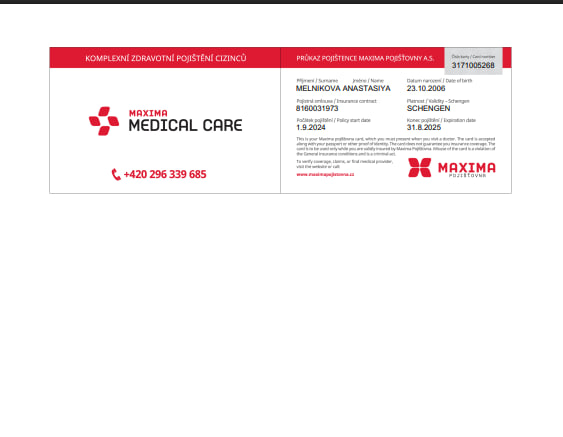 KOMPLEXNÍ ZDRAVOTNÍ POJIŠTĚNÍ CIZINCŮ
MAXIMA
MEDICAL CARE
+420 296 339 685
PRŮKAZ POJIŠTENCE MAXIMA POJIŠŤOVNY A.S.
Číslo karty / Card number
3171005268
Příjmení / Surname Jméno / Name
MELNIKOVA ANASTASIYA
Datum narození / Date of birth
23.10.2006
Pojistná smlouva / Insurance contract
8160031973
Platnost / Validity – Schengen
SCHENGEN
Počátek pojištění / Policy start date
1.9.2024
Konec pojištění / Expiration date
31.8.2025
This is your Maxima pojišťovna card, which you must present when you visit a doctor. The card is accepted
along with your passport or other proof of identity. The card does not guarantee you insurance coverage. The
card is to be used only while you are validly insured by Maxima Pojišťovna. Misuse of the card is a violation of
the General insurance conditions and is a criminal act.
To verify coverage, claims, or find medical provider,
visit the website or call:
www.maximapojistovna.cz
MAXIMA
POJIŠŤOVNA